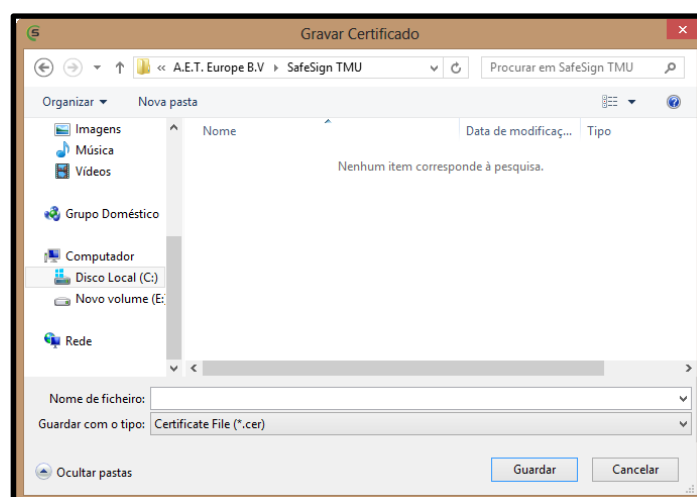 Gravar Certificado
« A.E.T. Europe B.V SafeSign TMU
Procurar em SafeSign TMU
Organizar Nova pasta
Imagens
Música
Vídeos
Grupo Doméstico
Computador
Disco Local (C:)
Novo volume (E:
Rede
Nome Data de modificaç... Tipo
Nenhum item corresponde à pesquisa.
Nome de ficheiro:
Guardar com o tipo: Certificate File (*.cer)
Ocultar pastas Guardar Cancelar